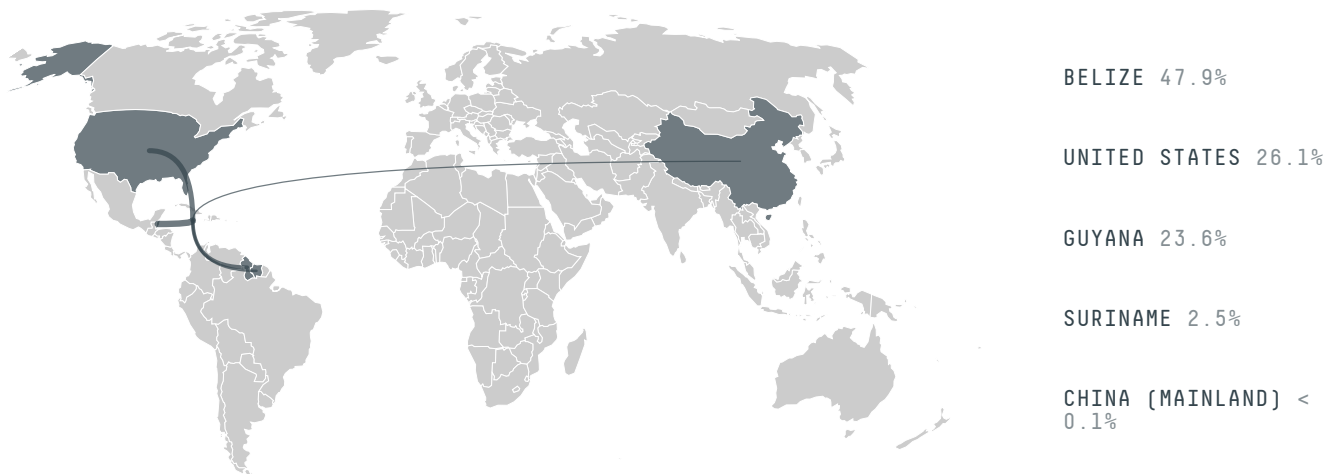 BELIZE 47.9%
UNITED STATES 26.1%
GUYANA 23.6%
SURINAME 2.5%
CHINA (MAINLAND) <
0.1%